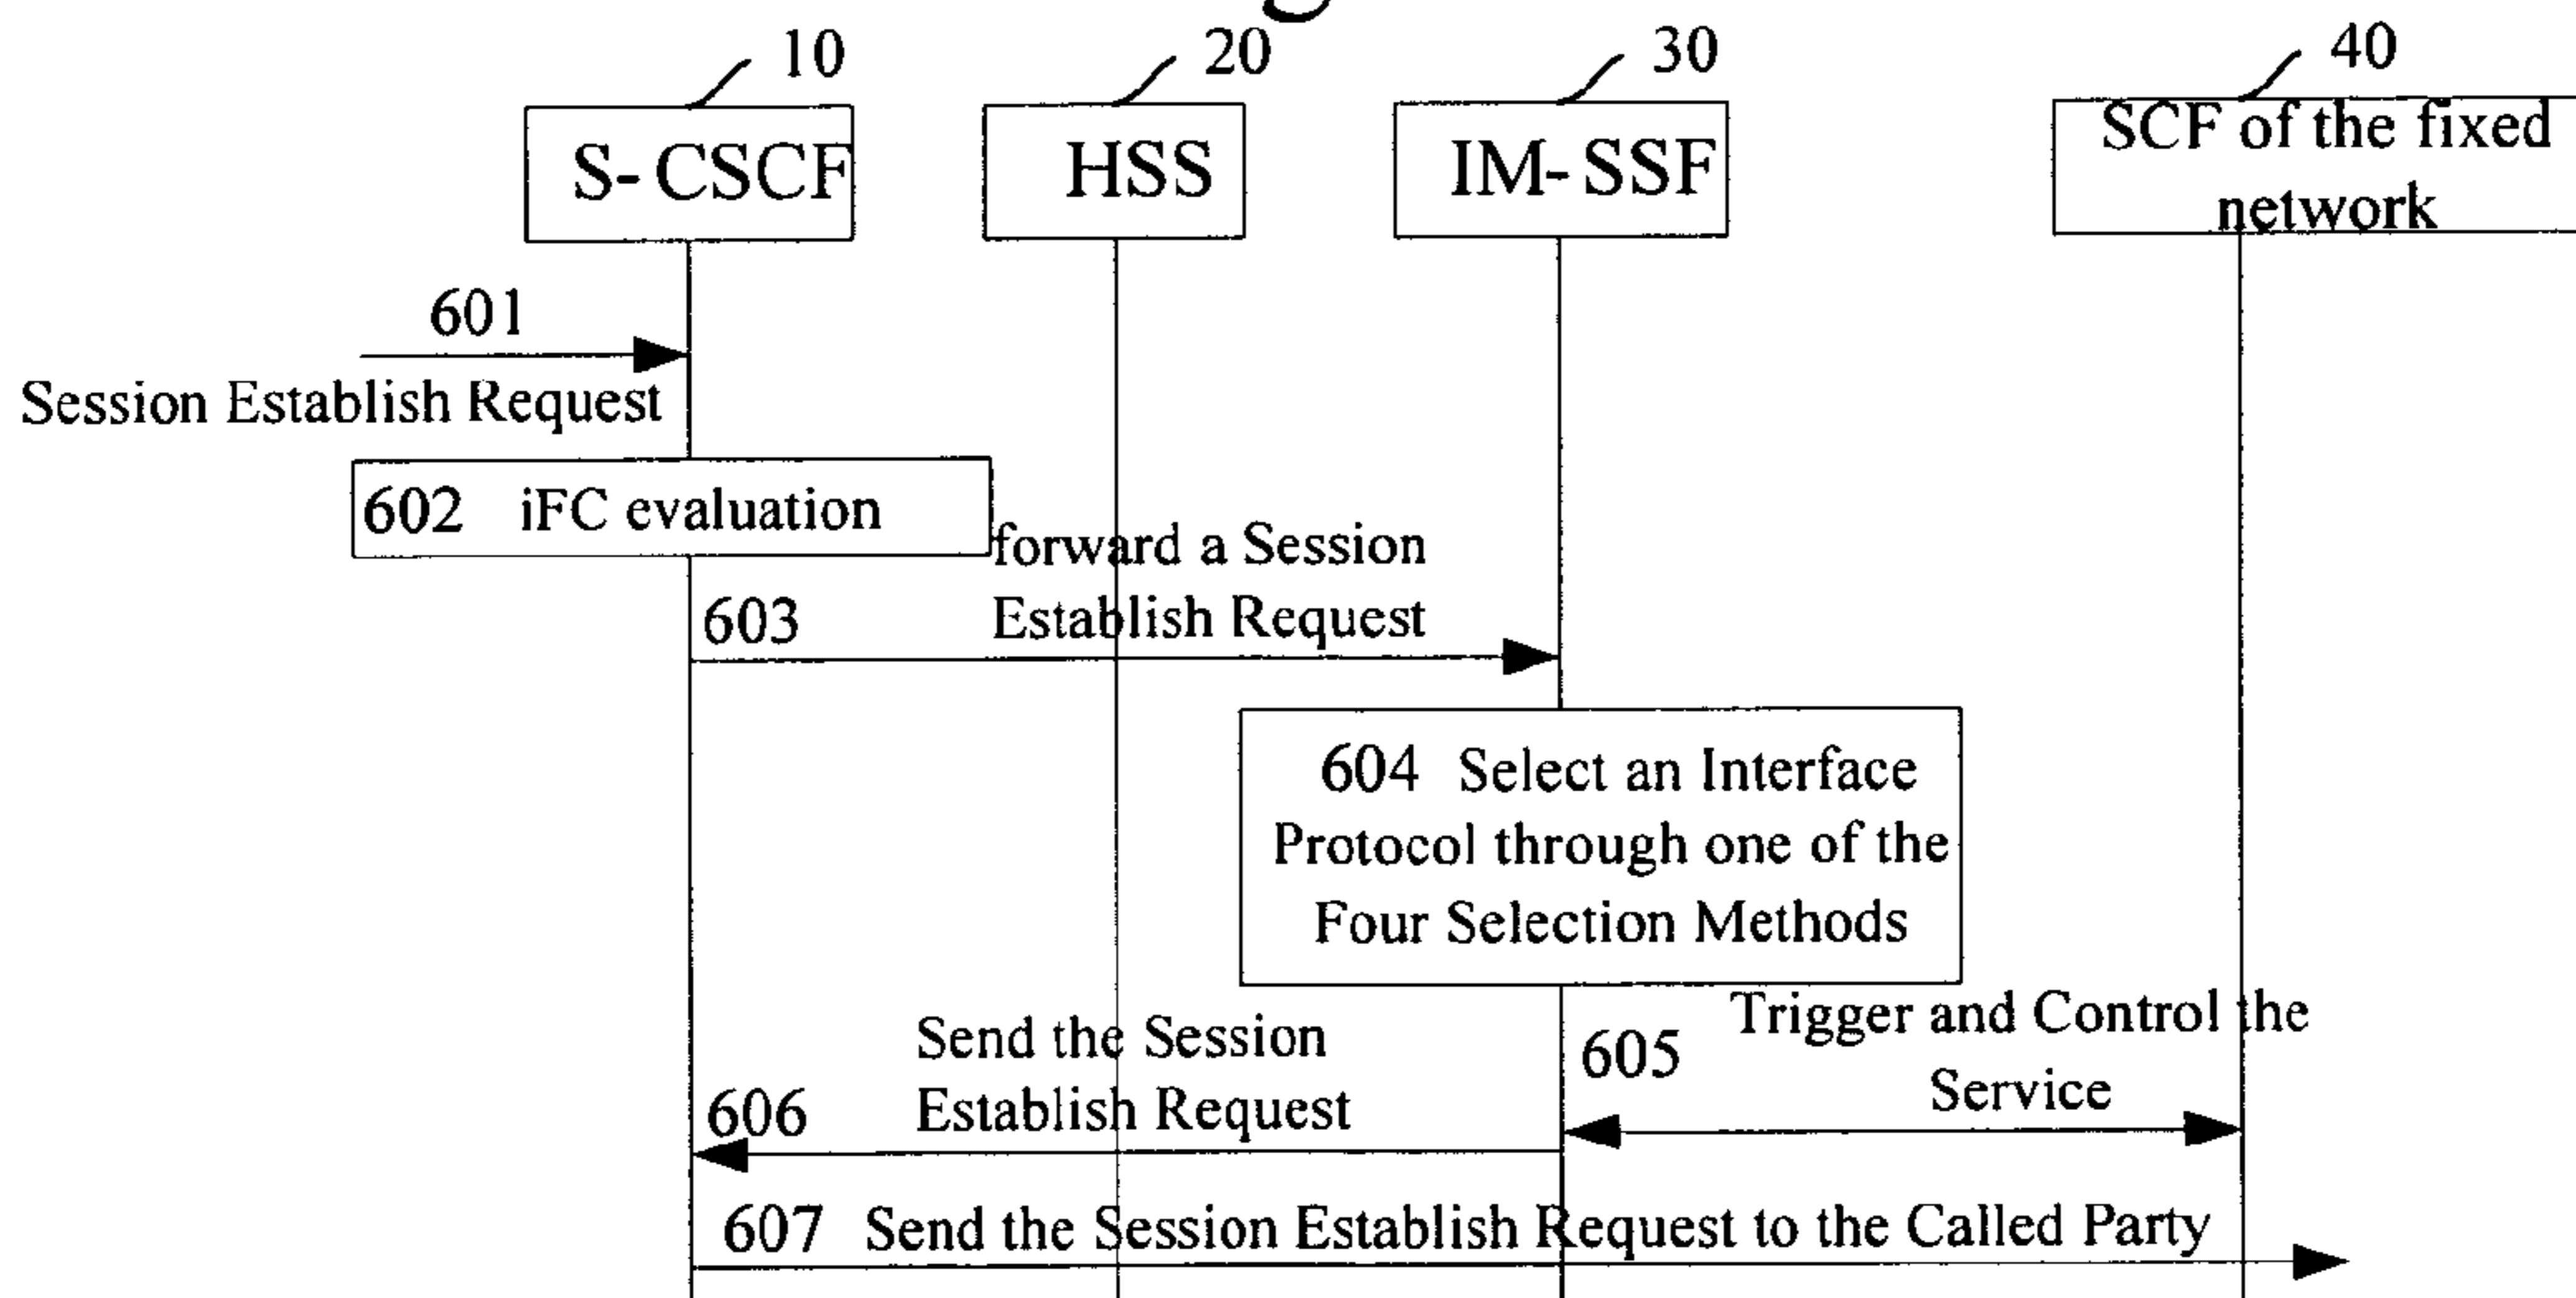 10
20
30
40
S-CSCF
HSS
IM-SSF
SCF of the fixed
network
601
Session Establish Request
602 iFC evaluation
forward a Session
603 Establish Request
604 Select an Interface
Protocol through one of the
Four Selection Methods
Trigger and Control the
605
Service
Send the Session
606 Establish Request
607 Send the Session Establish Request to the Called Party